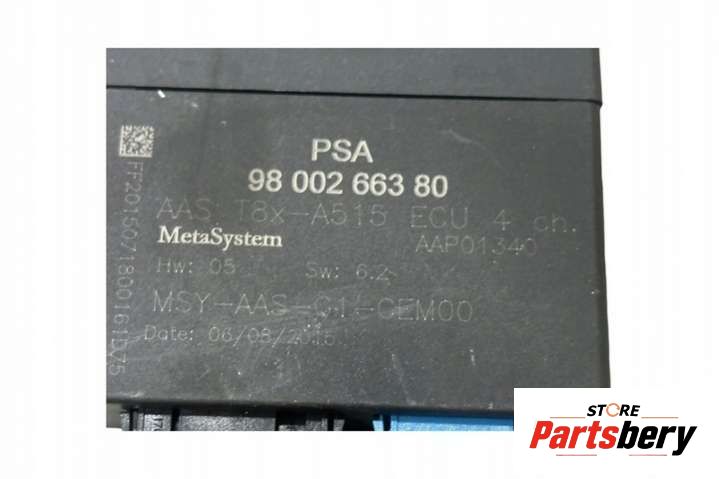 PSA
98 002 663 80
AAS T8x-A515 ECU 4 ch.
MetaSystem
AAP01340
Hw: 05 Sw: 6.2
MSY-AAS-C1-CEM00
Date: 06/08/2015
STORE
Partsbery